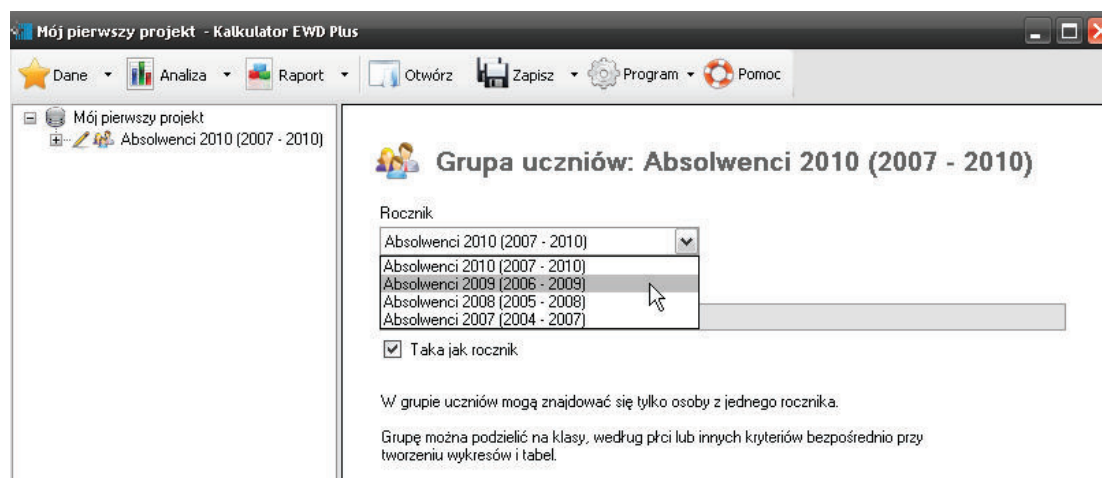 Mój pierwszy projekt - Kalkulator EWD Plus
Dane Analiza Raport Otwórz Zapisz Program Pomoc
Mój pierwszy projekt
Absolwenci 2010 (2007 - 2010)
Grupa uczniów: Absolwenci 2010 (2007 - 2010)
Rocznik
Absolwenci 2010 (2007 - 2010)
Absolwenci 2010 (2007 - 2010)
Absolwenci 2009 (2006 - 2009)
Absolwenci 2008 (2005 - 2008)
Absolwenci 2007 (2004 - 2007)
Taka jak rocznik
W grupie uczniów mogą znajdować się tylko osoby z jednego rocznika.
Grupę można podzielić na klasy, według płci lub innych kryteriów bezpośrednio przy
tworzeniu wykresów i tabel.